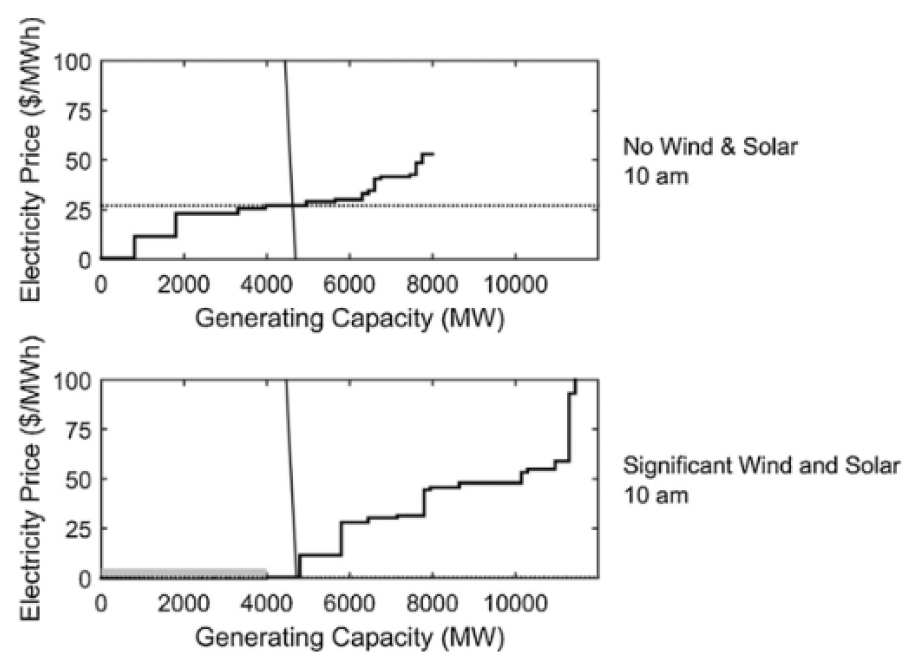 100
75
50
25
0
Electricity Price ($/MWh)
0 2000 4000 6000 8000 10000
Generating Capacity (MW)
No Wind & Solar
10 am
100
75
50
25
0
Electricity Price ($/MWh)
0 2000 4000 6000 8000 10000
Generating Capacity (MW)
Significant Wind and Solar
10 am